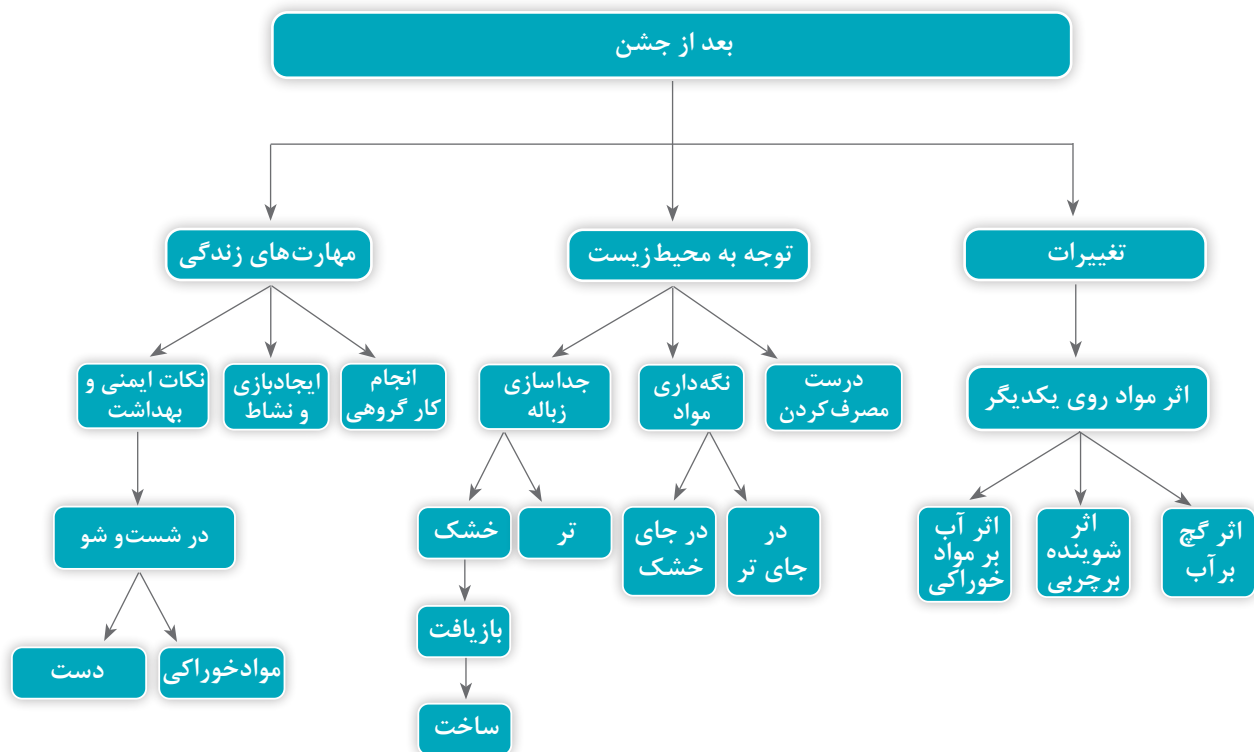 بعد از جشن
تغییرات
توجه به محیط‌زیست
مهارت‌های زندگی
اثر مواد روی یکدیگر
درست
مصرف‌کردن
نگه‌داری
مواد
جداسازی
زباله
انجام
کار گروهی
ایجادبازی
و نشاط
نکات ایمنی و
بهداشت
اثر گچ
برآب
اثر
شوینده
برچربی
اثر آب
بر مواد
خوراکی
در
جای تر
در جای
خشک
تر
خشک
در شست‌و شو
بازیافت
موادخوراکی
دست
ساخت